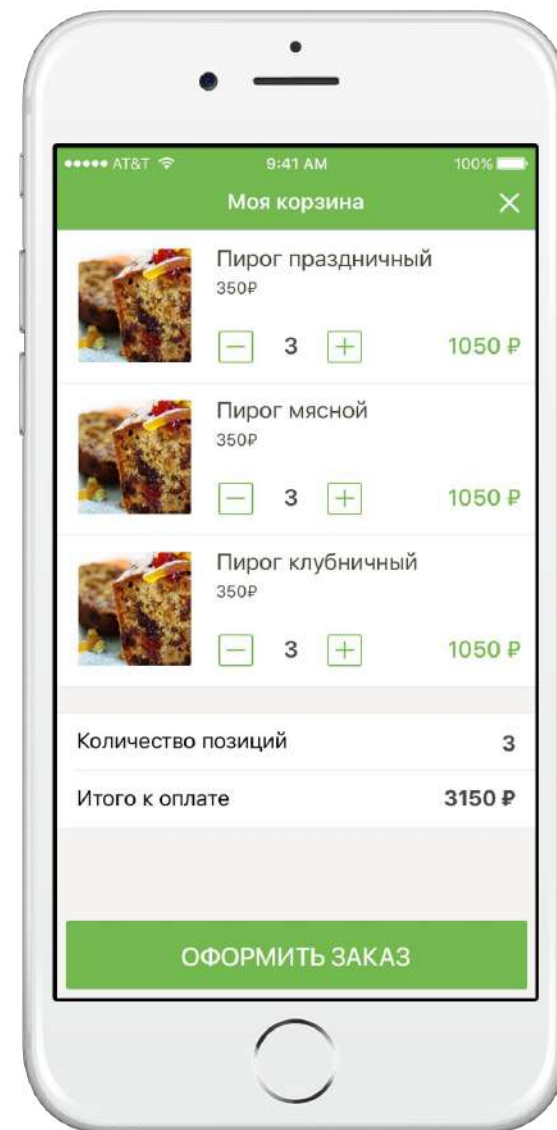 AT&T 9:41 AM 100%
Моя корзина
Пирог праздничный
350₽
3 1050 ₽
Пирог мясной
350₽
3 1050 ₽
Пирог клубничный
350₽
3 1050 ₽
Количество позиций 3
Итого к оплате 3150 ₽
ОФОРМИТЬ ЗАКАЗ